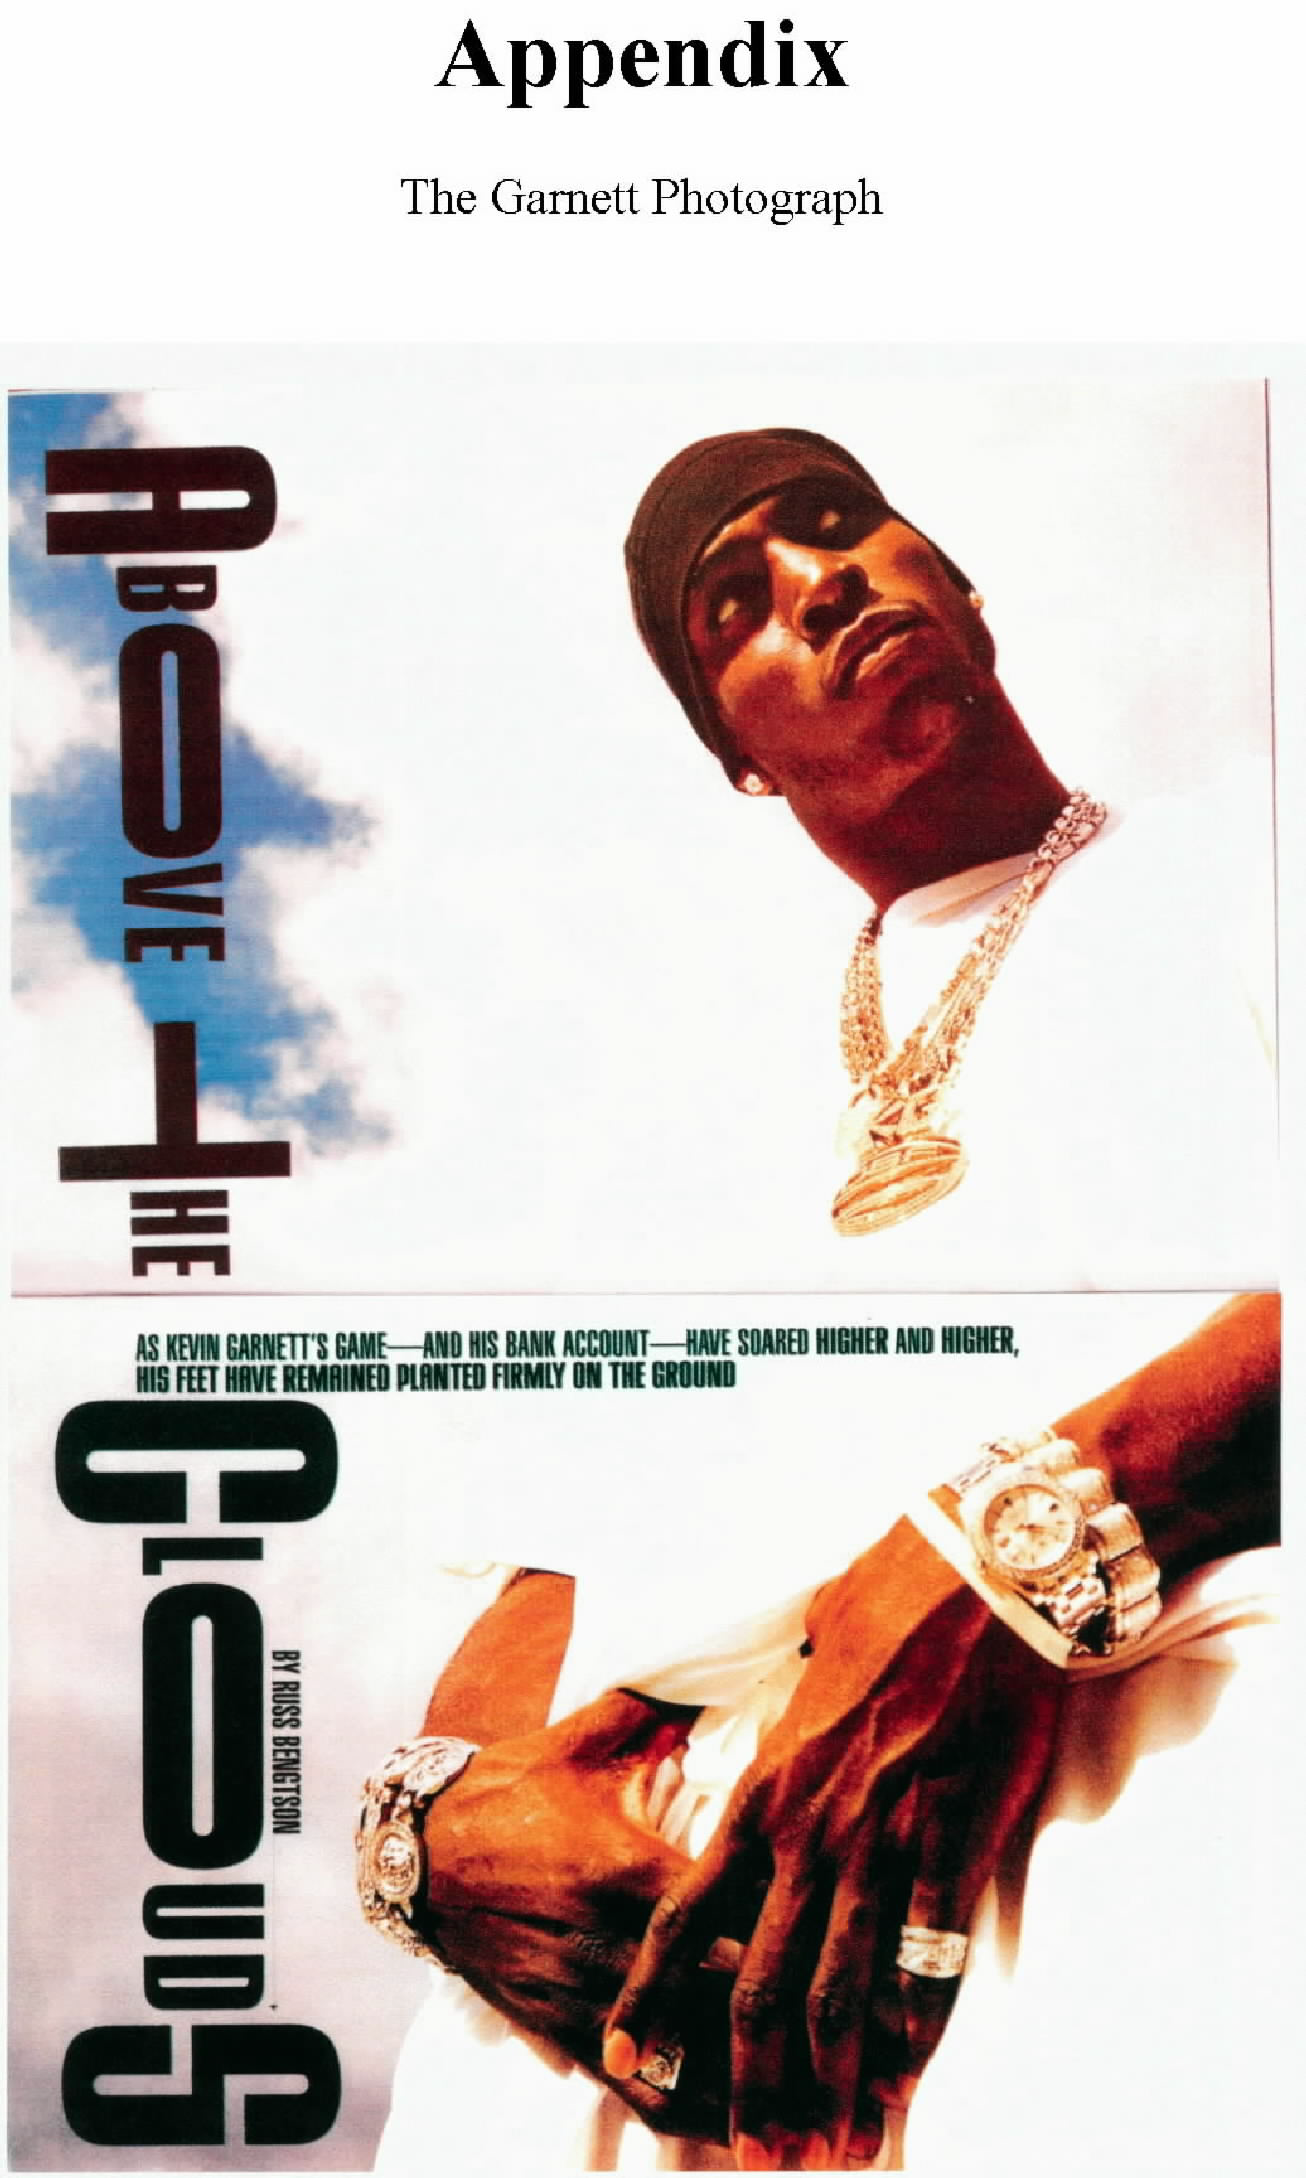 Appendix
The Garnett Photograph
ABOVE THE
AS KEVIN GARNETT'S GAME—AND HIS BANK ACCOUNT—HAVE SOARED HIGHER AND HIGHER,
HIS FEET HAVE REMAINED PLANTED FIRMLY ON THE GROUND
CLOUDS
BY RUSS BENGTSON